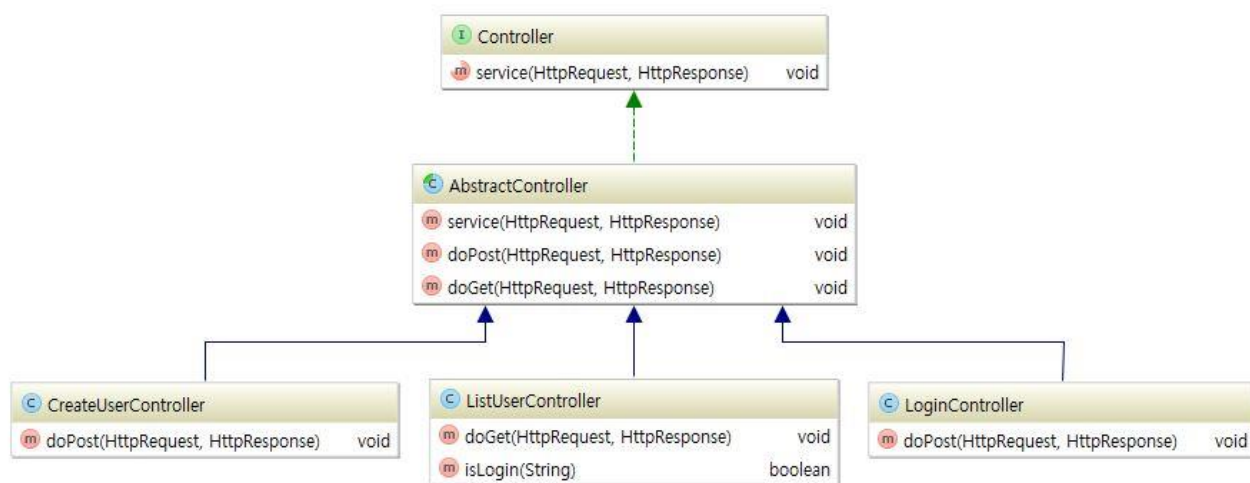 I Controller
m service(HttpRequest, HttpResponse) void
C AbstractController
m service(HttpRequest, HttpResponse) void
m doPost(HttpRequest, HttpResponse) void
m doGet(HttpRequest, HttpResponse) void
C CreateUserController
m doPost(HttpRequest, HttpResponse) void
C ListUserController
m doGet(HttpRequest, HttpResponse) void
m isLogin(String) boolean
C LoginController
m doPost(HttpRequest, HttpResponse) void